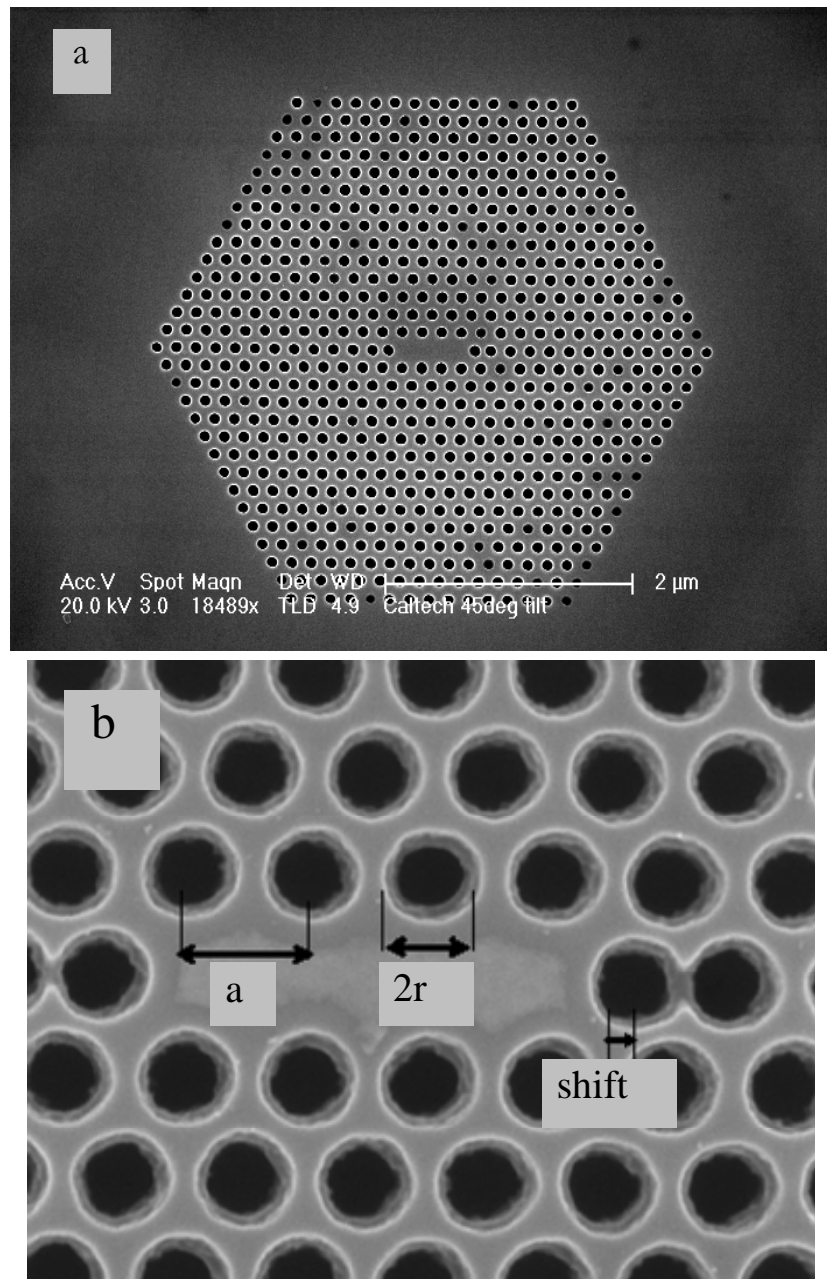 a
Acc.V Spot Magn Det WD 2 µm
20.0 kV 3.0 18489x TLD 4.9 Caltech 45deg tilt
b
a 2r
shift